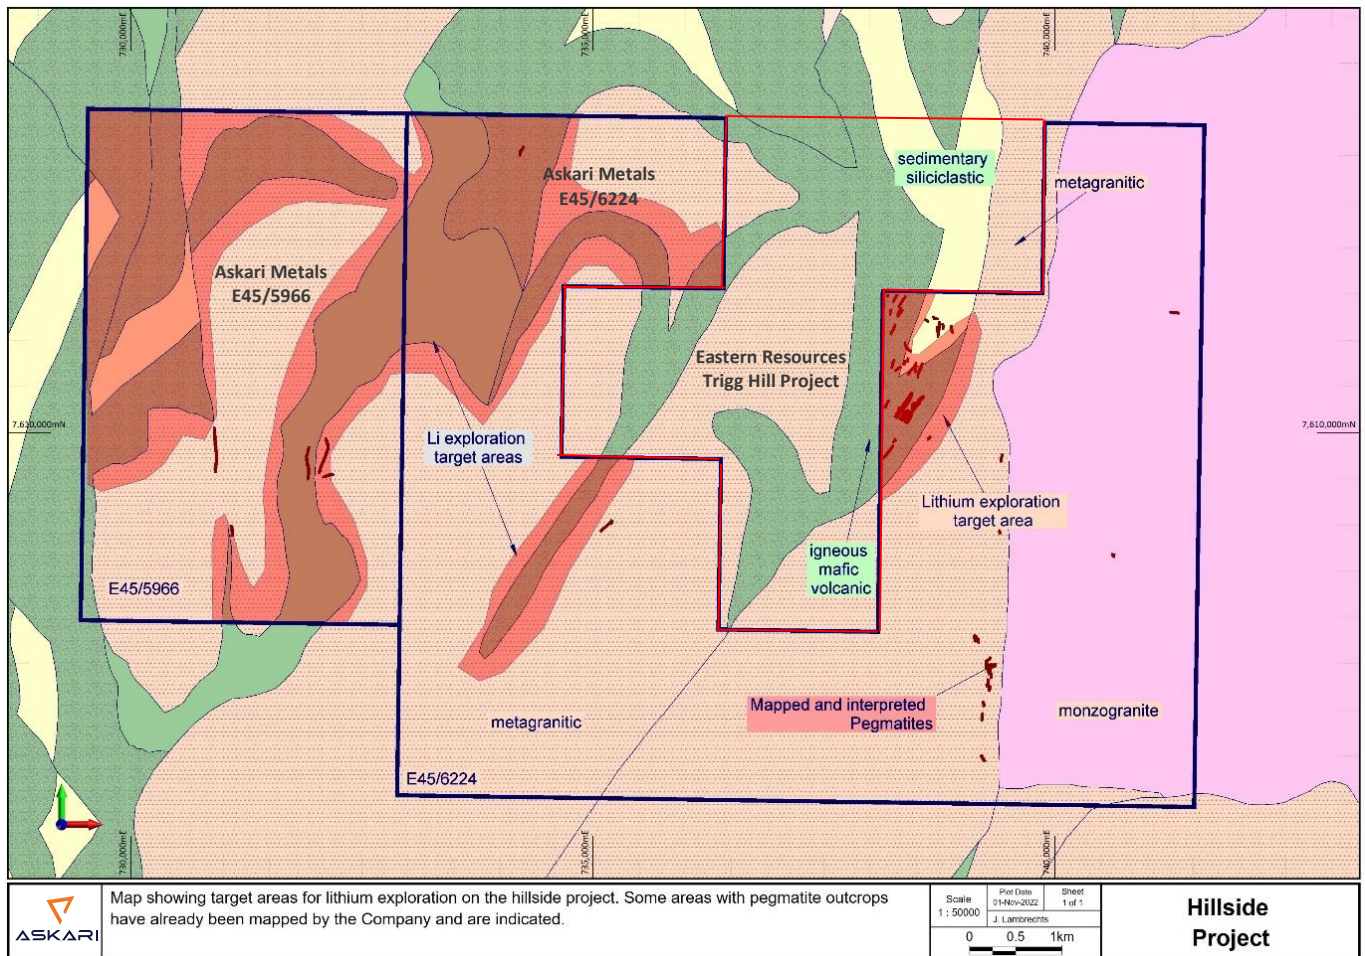 730,000mE
735,000mE
740,000mE
sedimentary
siliciclastic
metagranitic
Askari Metals
E45/6224
Askari Metals
E45/5966
Eastern Resources
Trigg Hill Project
7,610,000mN
7,610,000mN
Li exploration
target areas
Lithium exploration
target area
igneous
mafic
volcanic
E45/5966
Mapped and interpreted
Pegmatites
metagranitic
monzogranite
E45/6224
730,000mE
735,000mE
740,000mE
ASKARI
Map showing target areas for lithium exploration on the hillside project. Some areas with pegmatite outcrops
have already been mapped by the Company and are indicated.
Scale
1 : 50000
Plot Date
01-Nov-2022
Sheet
1 of 1
J. Lambrechts
0 0.5 1km
Hillside
Project